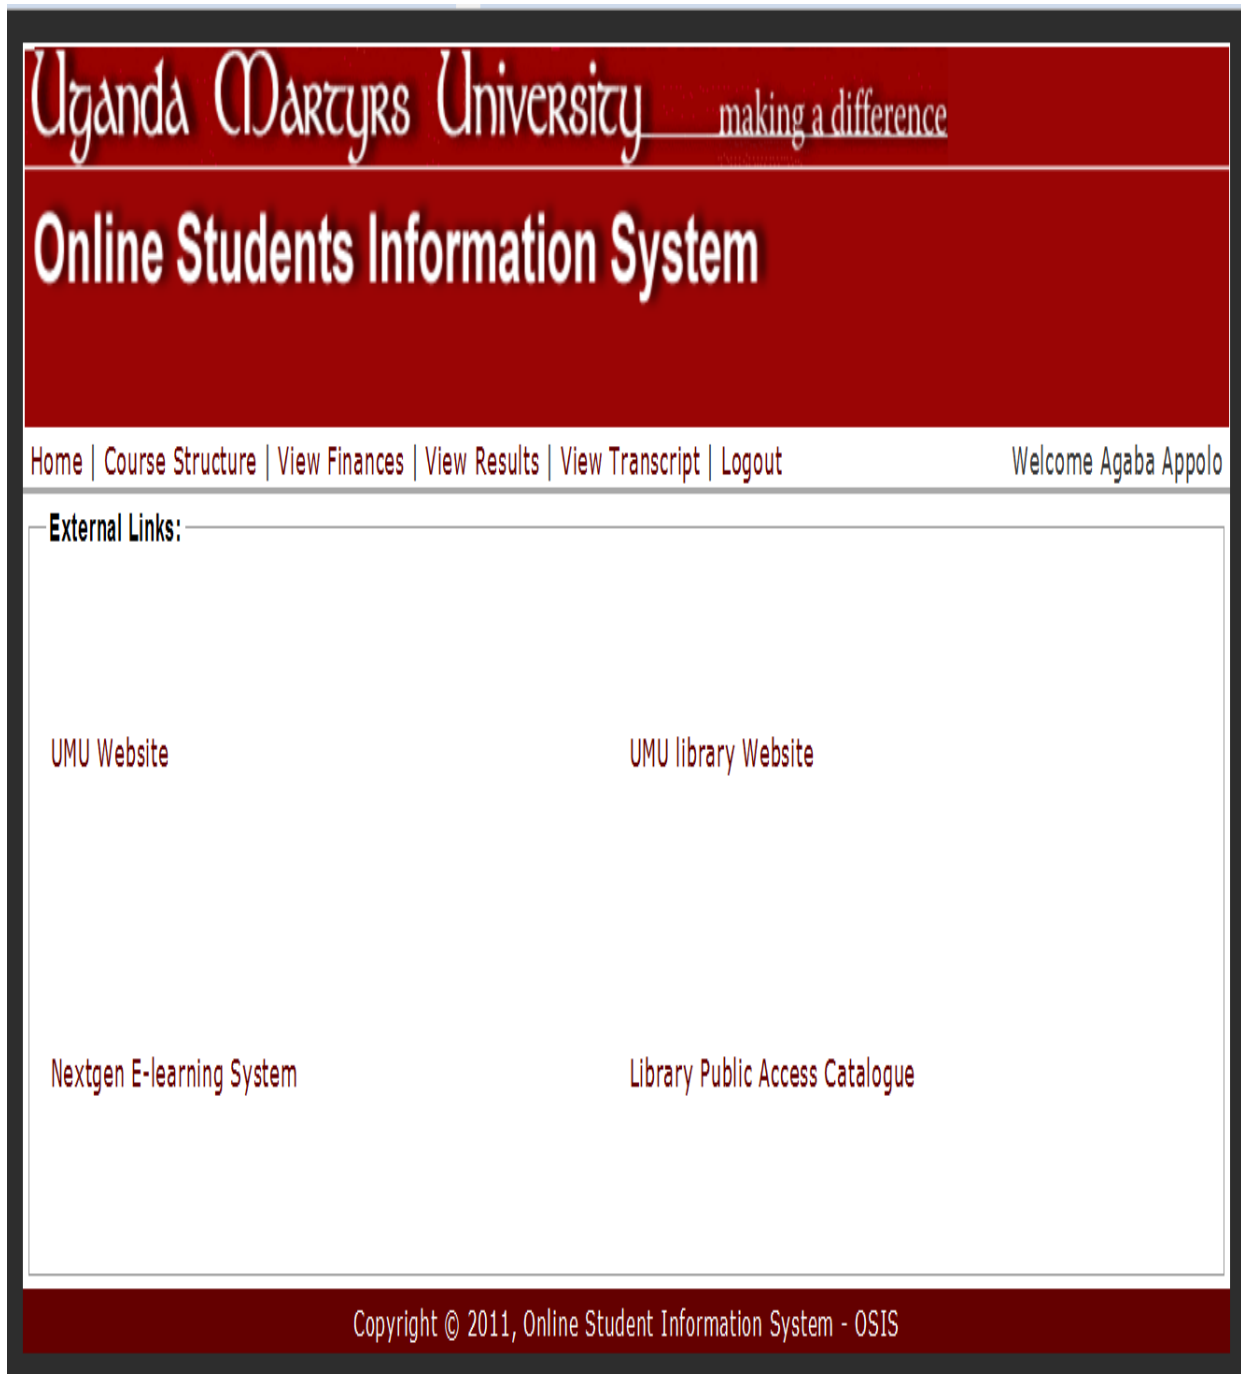 Uganda Martyrs University making a difference
Online Students Information System
Home | Course Structure | View Finances | View Results | View Transcript | Logout Welcome Agaba Appolo
External Links:
UMU Website UMU library Website
Nextgen E-learning System Library Public Access Catalogue
Copyright © 2011, Online Student Information System - OSIS